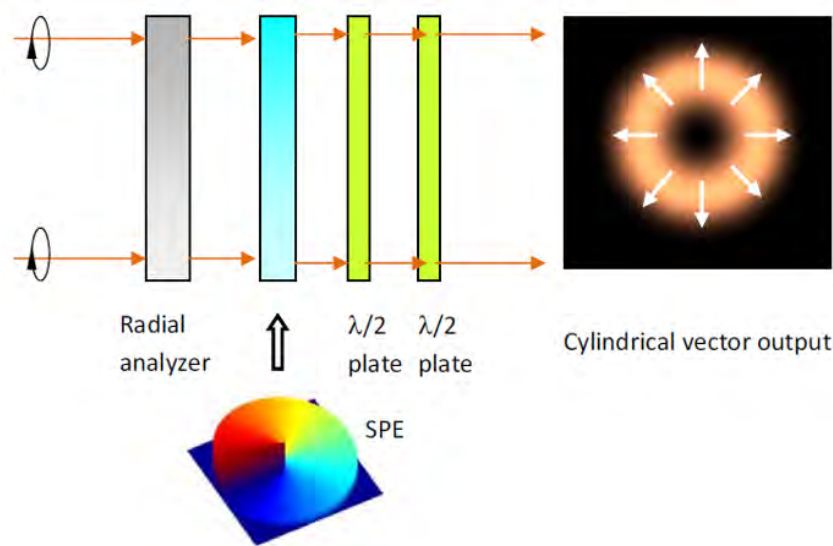 Radial
analyzer
λ/2
plate
λ/2
plate
Cylindrical vector output
SPE